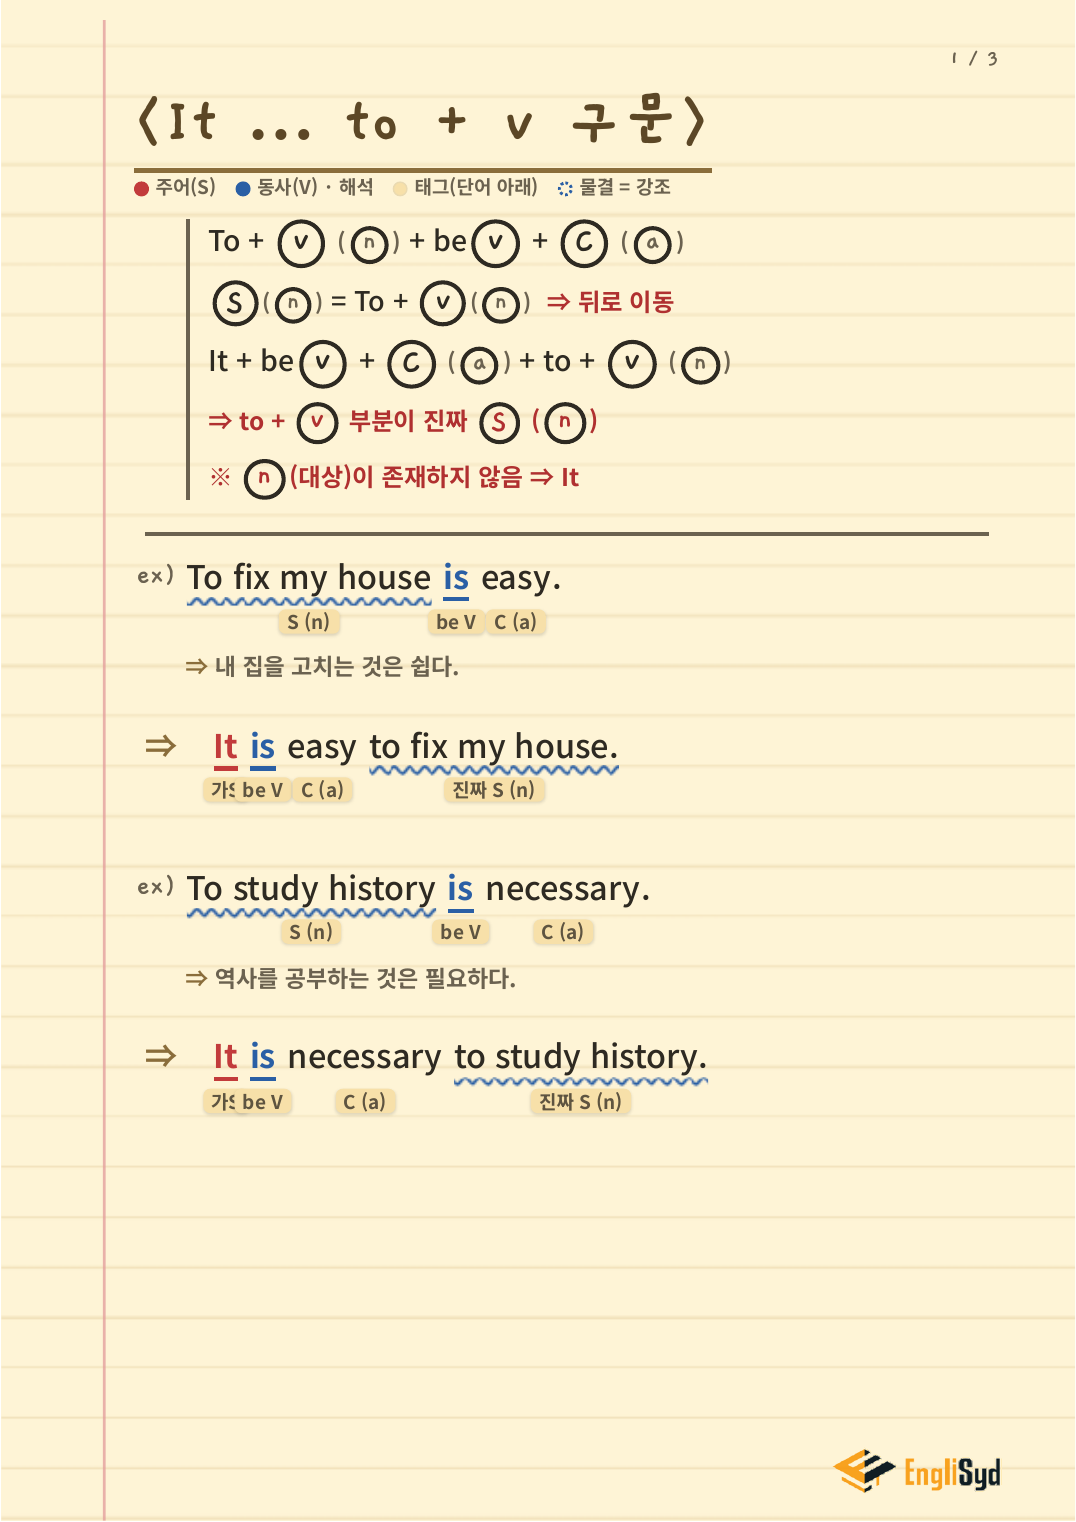 1 / 3
<It ... to + v 구문>
주어(S) 동사(V) · 해석 태그(단어 아래) 물결 = 강조
To + v (n) + be v + C (a)
S (n) = To + v (n) ⇒ 뒤로 이동
It + be v + C (a) + to + v (n)
⇒ to + v 부분이 진짜 S (n)
※ n (대상)이 존재하지 않음 ⇒ It
ex) To fix my house is easy.
S (n) be V C (a)
⇒ 내 집을 고치는 것은 쉽다.
⇒ It is easy to fix my house.
가S be V C (a) 진짜 S (n)
ex) To study history is necessary.
S (n) be V C (a)
⇒ 역사를 공부하는 것은 필요하다.
⇒ It is necessary to study history.
가S be V C (a) 진짜 S (n)
EngliSyd